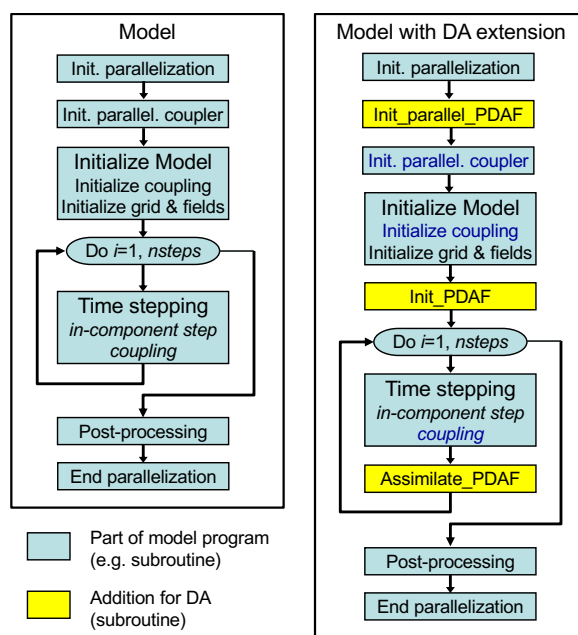 Model
Init. parallelization
Init. parallel. coupler
Initialize Model
Initialize coupling
Initialize grid & fields
Do i=1, nsteps
Time stepping
in-component step
coupling
Post-processing
End parallelization
Part of model program
(e.g. subroutine)
Addition for DA
(subroutine)
Model with DA extension
Init. parallelization
Init_parallel_PDAF
Init. parallel. coupler
Initialize Model
Initialize coupling
Initialize grid & fields
Init_PDAF
Do i=1, nsteps
Time stepping
in-component step
coupling
Assimilate_PDAF
Post-processing
End parallelization